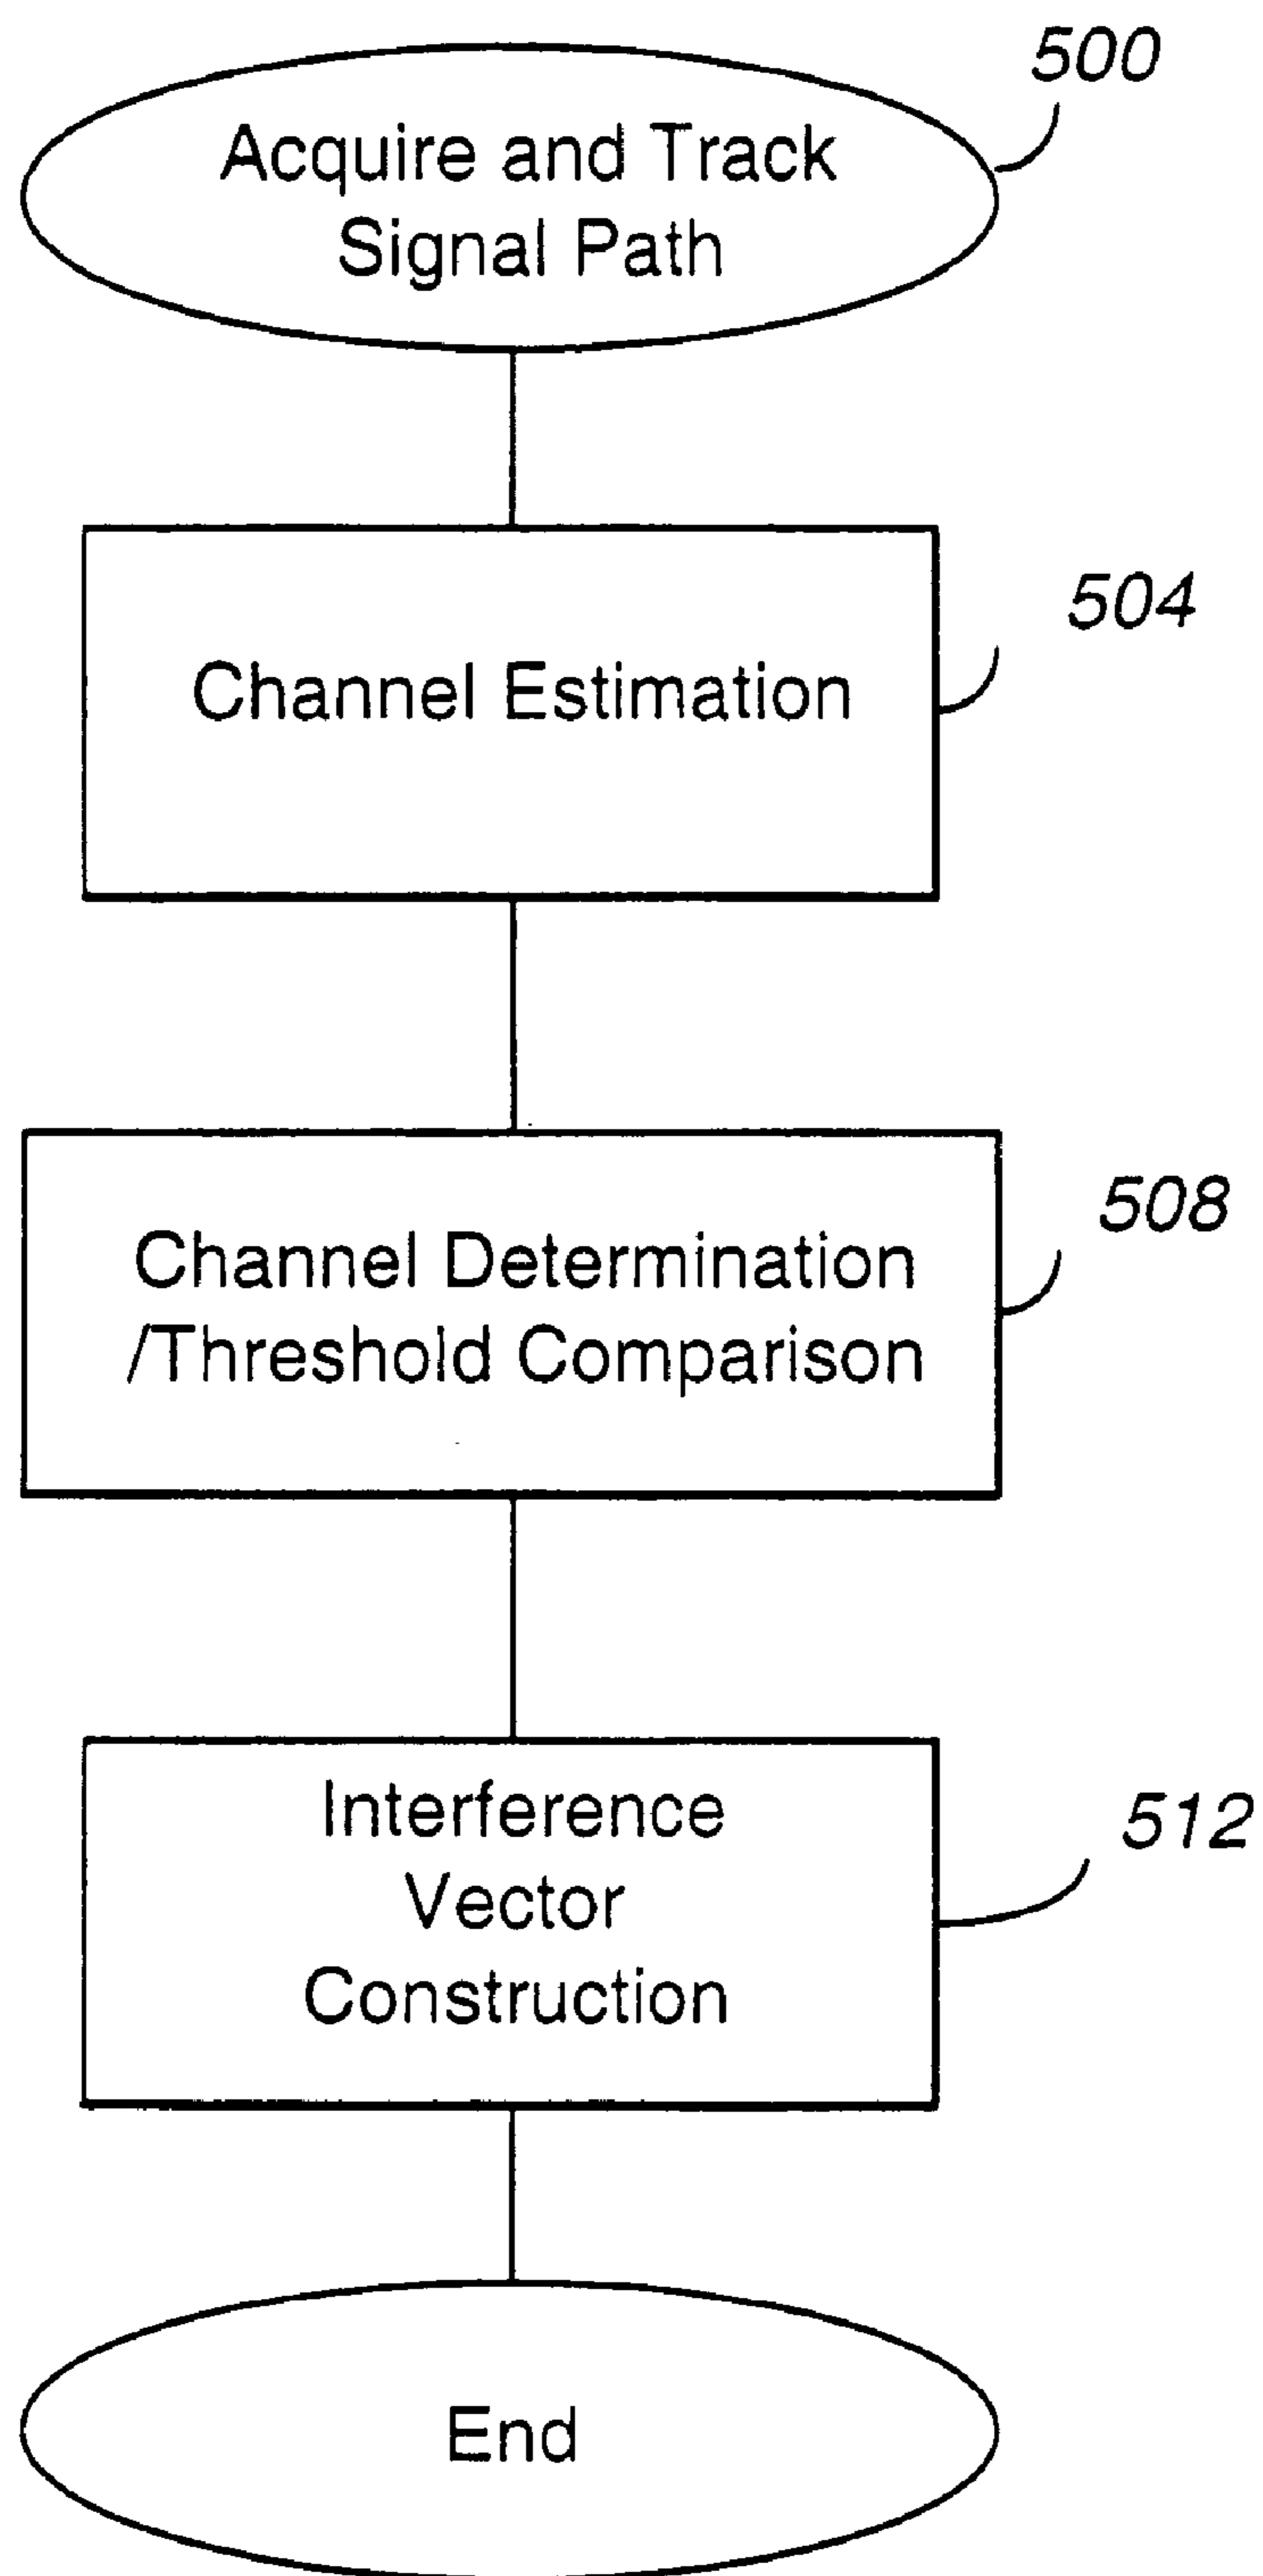 500
Acquire and Track
Signal Path
504
Channel Estimation
508
Channel Determination
/Threshold Comparison
512
Interference
Vector
Construction
End